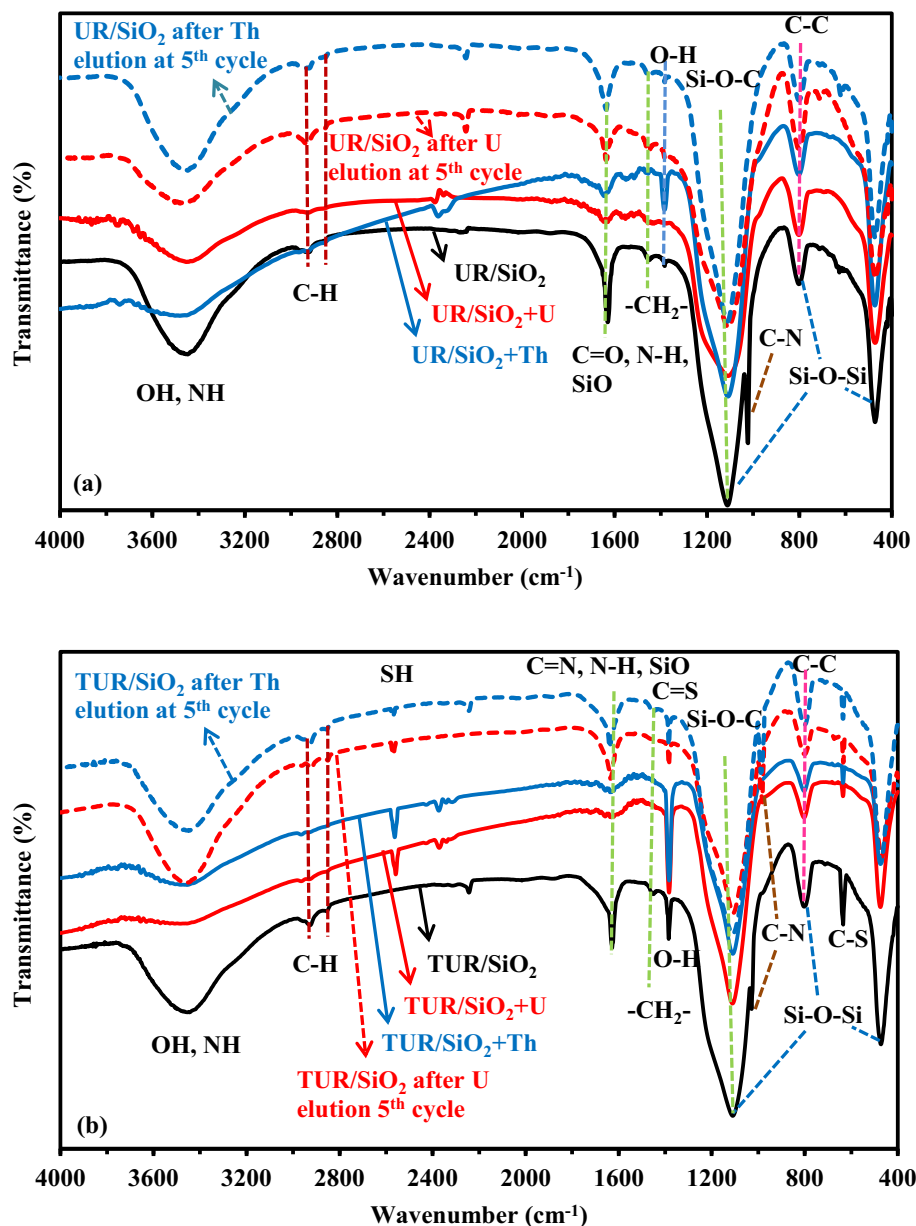 UR/SiO₂ after Th
elution at 5ᵗʰ cycle
C-C
O-H
Si-O-C
UR/SiO₂ after U
elution at 5ᵗʰ cycle
UR/SiO₂
C-H
-CH₂-
UR/SiO₂+U
C-N
UR/SiO₂+Th
C=O, N-H,
SiO
OH, NH
Si-O-Si
(a)
Transmittance (%)
4000 3600 3200 2800 2400 2000 1600 1200 800 400
Wavenumber (cm⁻¹)
C=N, N-H, SiO
SH
C-C
TUR/SiO₂ after Th
elution at 5ᵗʰ cycle
C=S
Si-O-C
C-N
C-S
TUR/SiO₂
O-H
C-H
TUR/SiO₂+U
-CH₂-
Si-O-Si
OH, NH
TUR/SiO₂+Th
TUR/SiO₂ after U
elution 5ᵗʰ cycle
(b)
Transmittance (%)
4000 3600 3200 2800 2400 2000 1600 1200 800 400
Wavenumber (cm⁻¹)